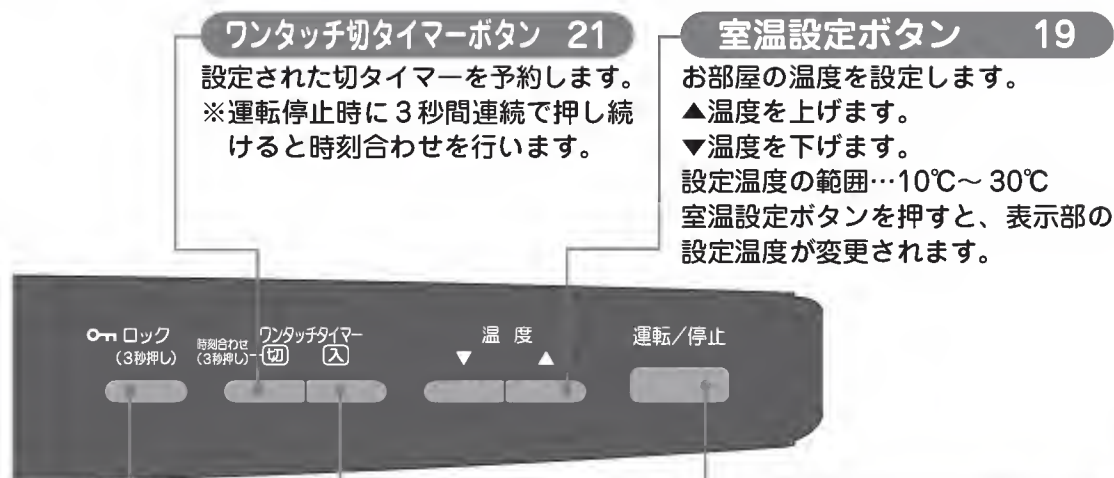 ワンタッチ切タイマーボタン 21
設定された切タイマーを予約します。
※運転停止時に３秒間連続で押し続
けると時刻合わせを行います。
室温設定ボタン 19
お部屋の温度を設定します。
▲温度を上げます。
▼温度を下げます。
設定温度の範囲…10℃～30℃
室温設定ボタンを押すと、表示部の
設定温度が変更されます。
ロック
(3秒押し)
時刻合わせ
(3秒押し)
ワンタッチタイマー
切 入
温 度
▼ ▲
運転／停止